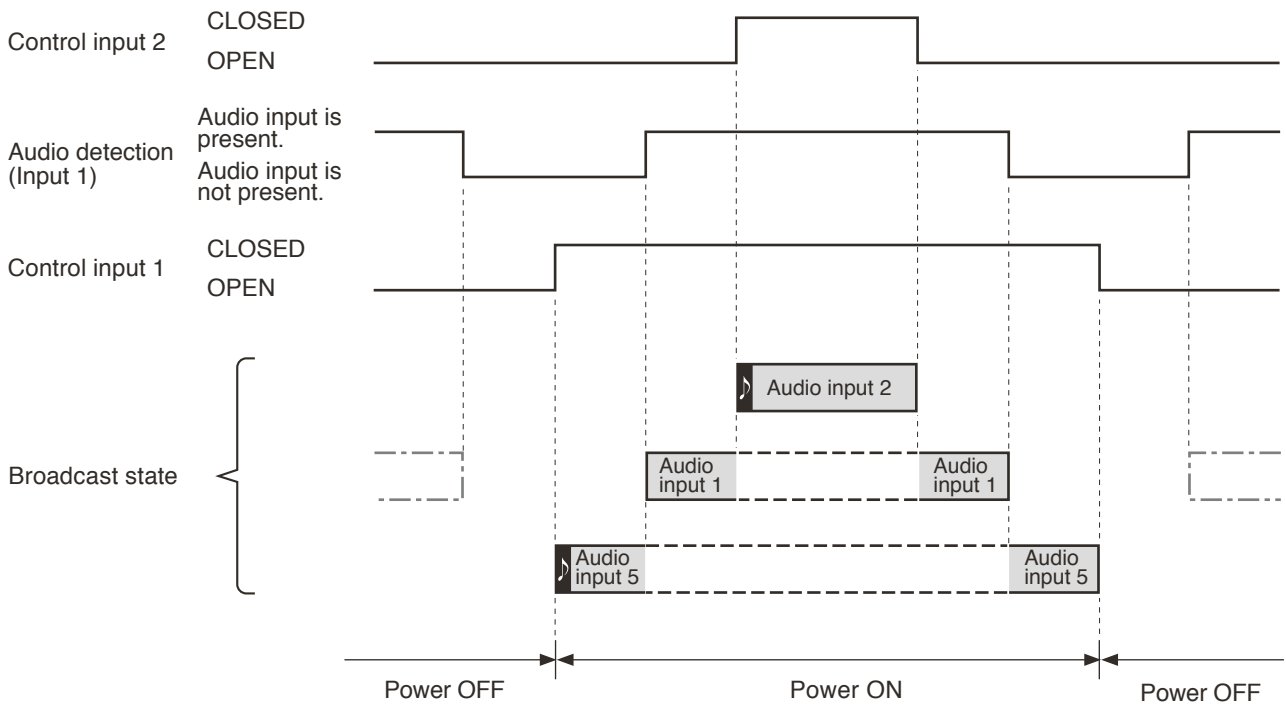 CLOSED
Control input 2
OPEN
Audio input is
present.
Audio detection
(Input 1)
Audio input is
not present.
CLOSED
Control input 1
OPEN
Audio input 2
Broadcast state
Audio
input 1
Audio
input 1
Audio
input 5
Audio
input 5
Power OFF
Power ON
Power OFF